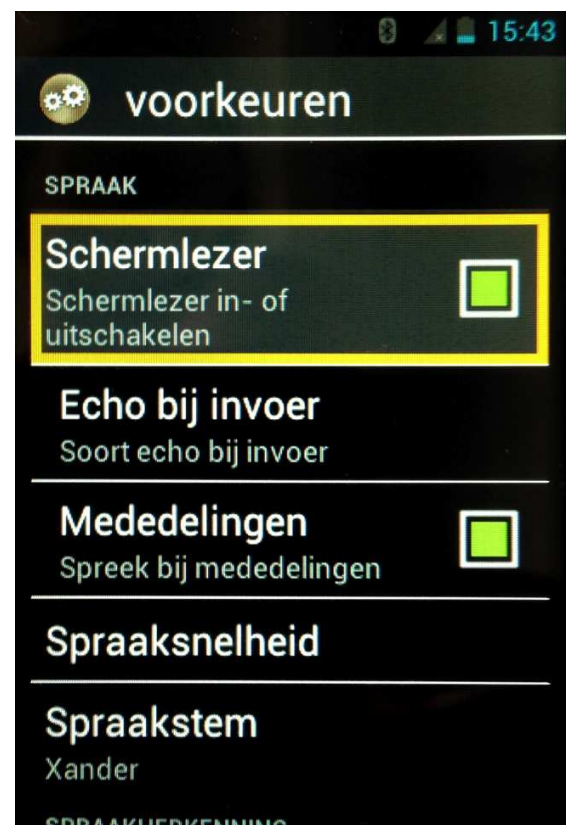 15:43
voorkeuren
SPRAAK
Schermlezer
Schermlezer in- of
uitschakelen
Echo bij invoer
Soort echo bij invoer
Mededelingen
Spreek bij mededelingen
Spraaksnelheid
Spraakstem
Xander
SPRAAKHERKENNING